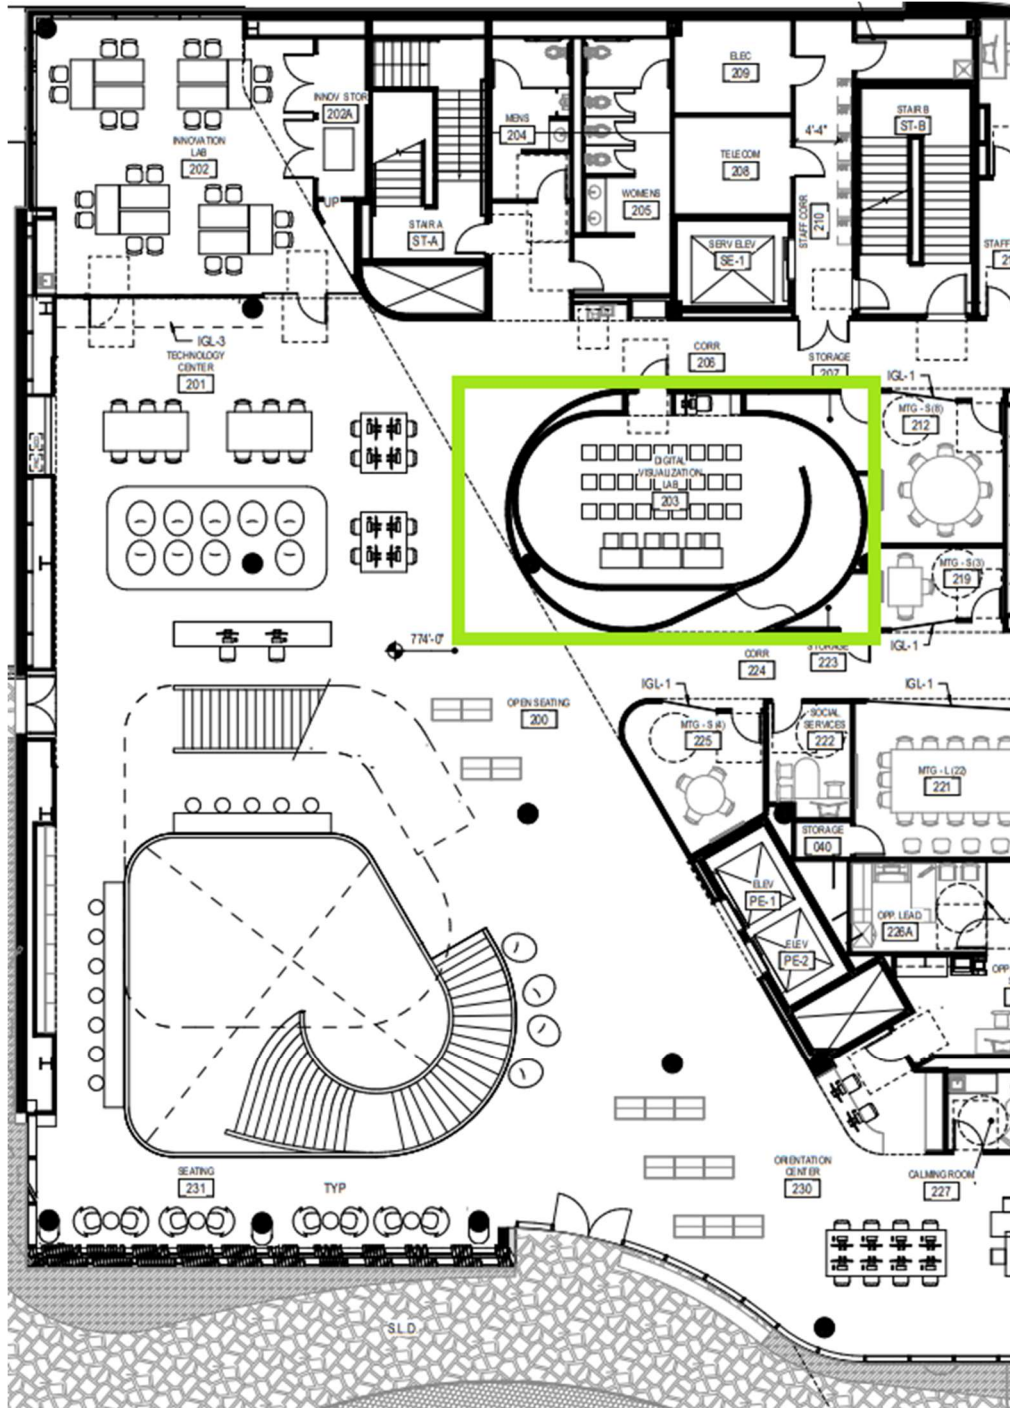 ELEC
209
INNOV STOR
202A
MENS
204
STAIR B
ST-B
4'-4"
INNOVATION
LAB
202
TELECOM
208
WOMENS
205
UP
STAIR A
ST-A
STAFF CORR
210
SERV ELEV
SE-1
STAFF
IGL-3
TECHNOLOGY
CENTER
201
CORR
206
STORAGE
207
IGL-1
MTG - S(8)
212
DIGITAL
VISUALIZATION
LAB
203
MTG - S(3)
219
774'-0"
CORR
224
STORAGE
223
IGL-1
IGL-1
IGL-1
OPEN SEATING
200
MTG - S(4)
225
SOCIAL
SERVICES
222
MTG - L(22)
221
STORAGE
040
ELEV
PE-1
OPP. LEAD
226A
ELEV
PE-2
OPP
SEATING
231
TYP
ORIENTATION
CENTER
230
CALMING ROOM
227
S.L.D.